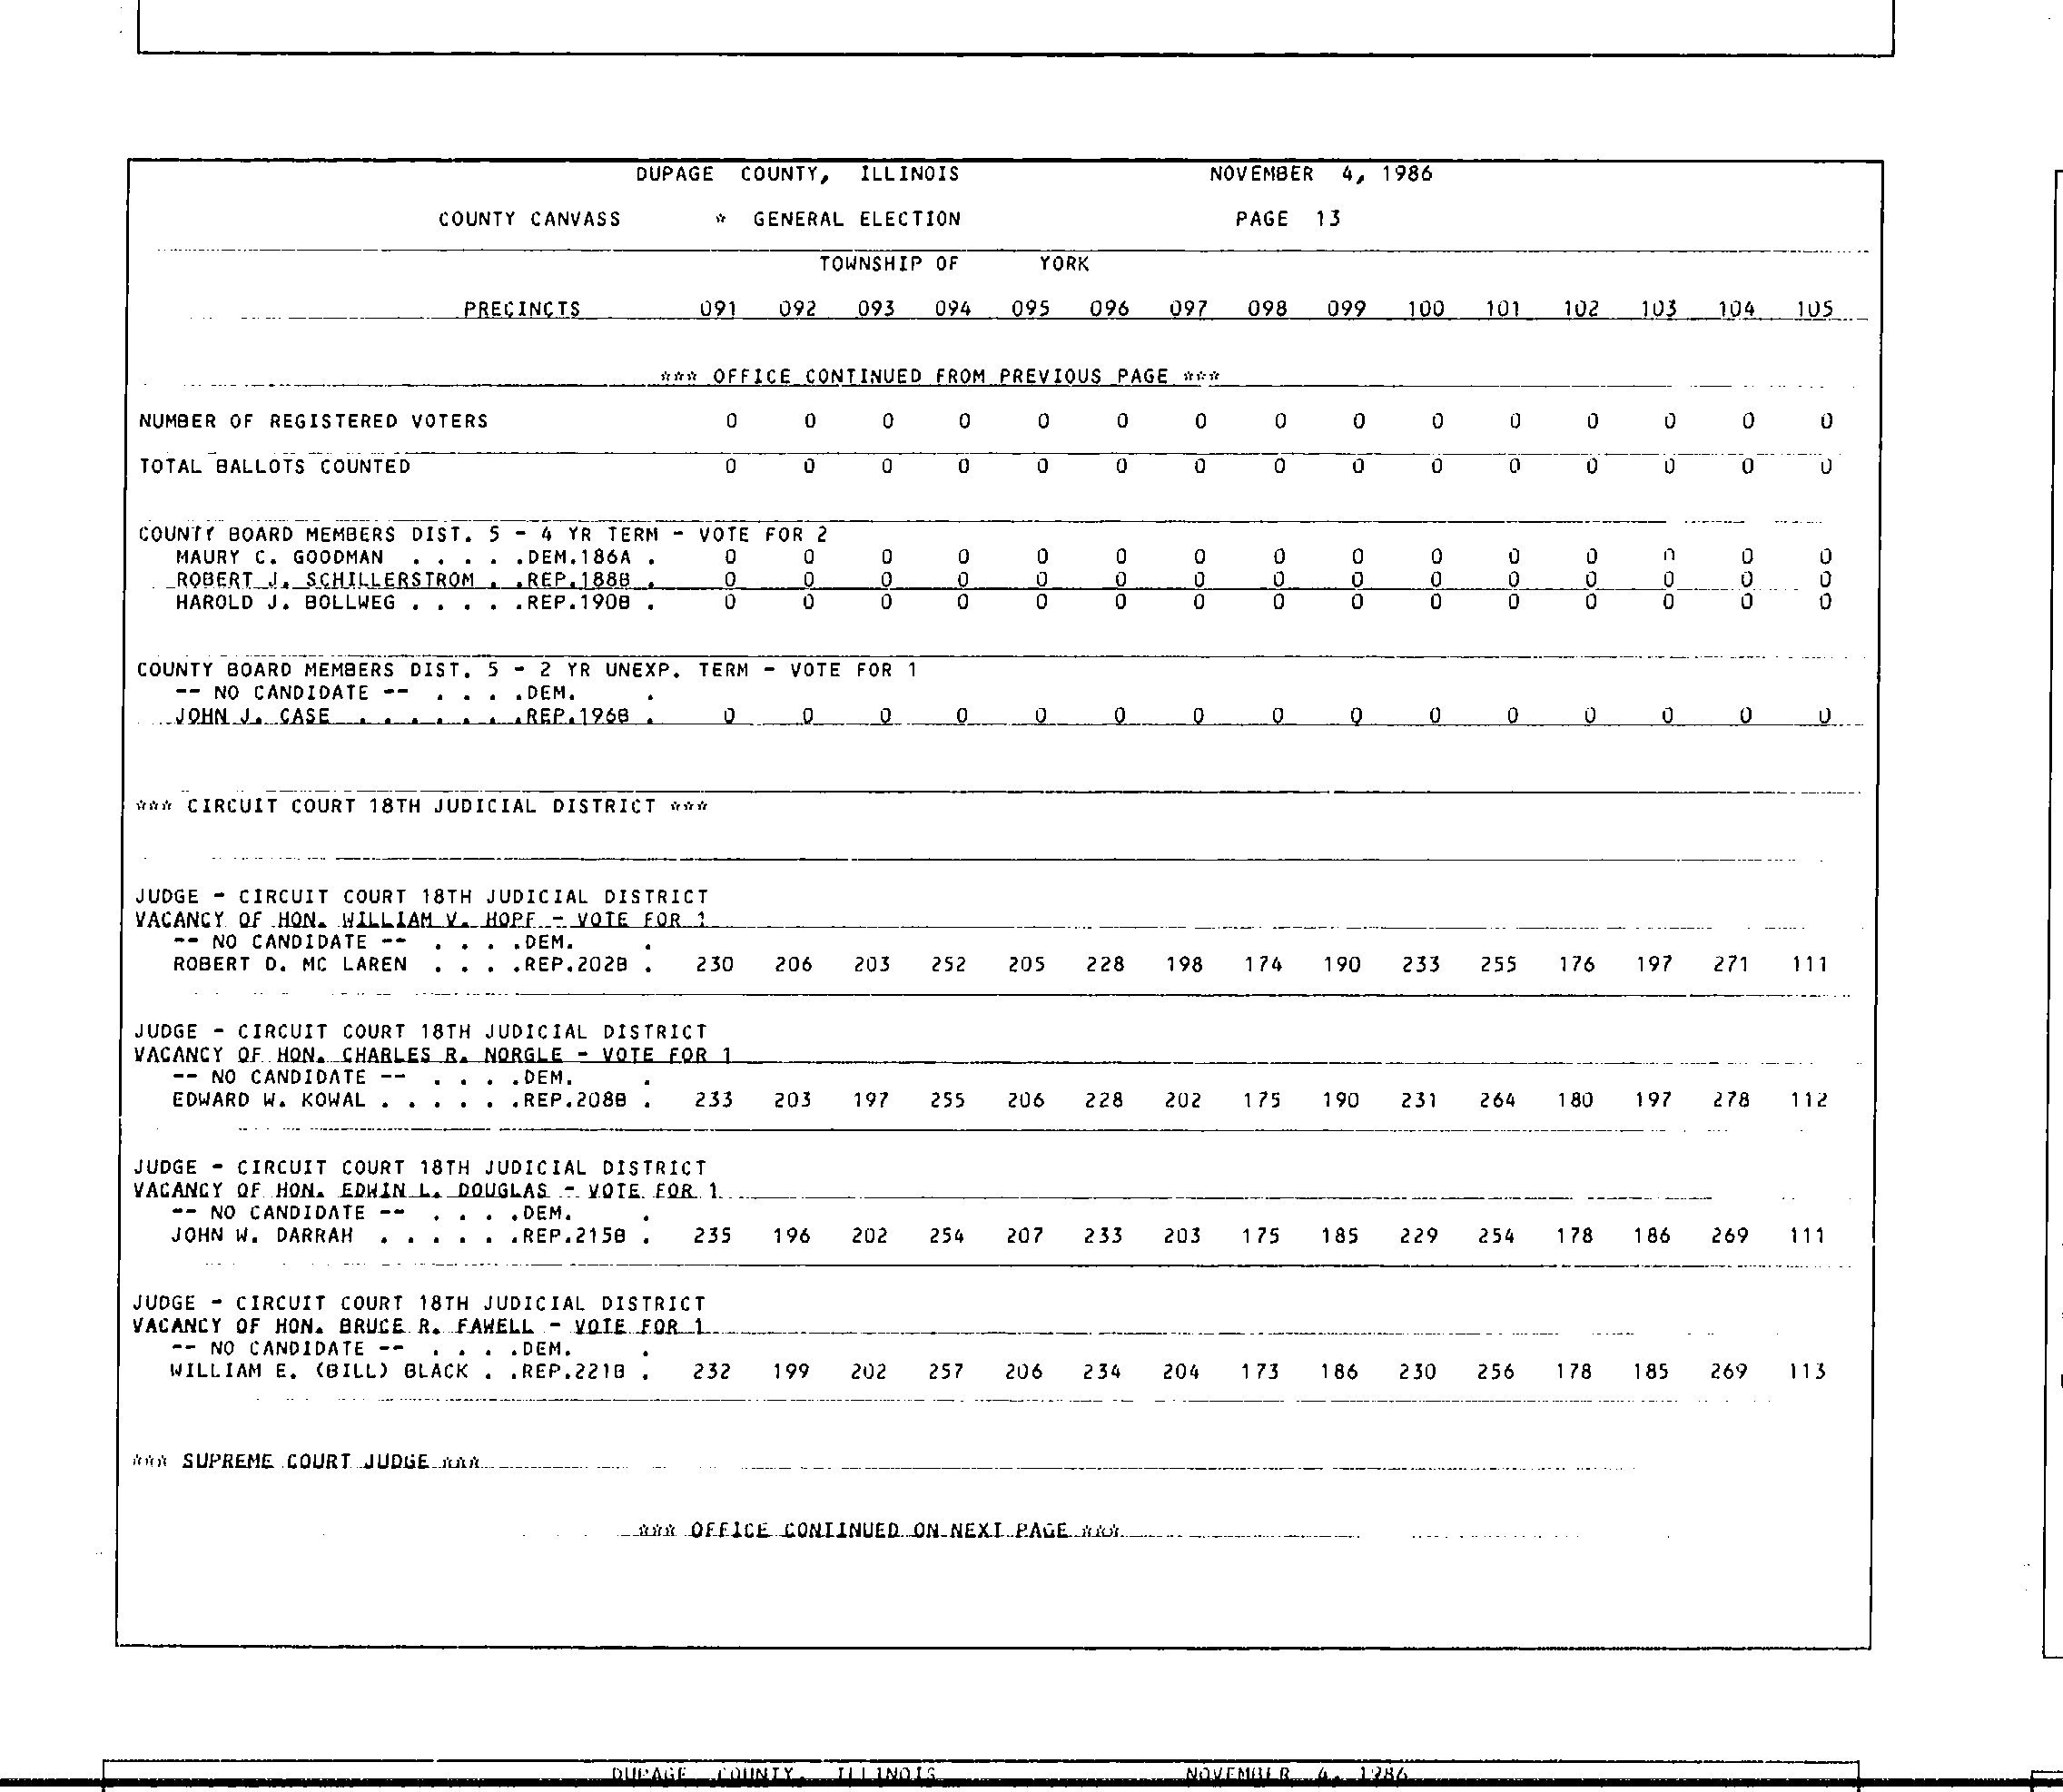 DUPAGE COUNTY, ILLINOIS NOVEMBER 4, 1986
COUNTY CANVASS * GENERAL ELECTION PAGE 13
TOWNSHIP OF YORK
PRECINCTS 091 092 093 094 095 096 097 098 099 100 101 102 103 104 105
*** OFFICE CONTINUED FROM PREVIOUS PAGE ***
NUMBER OF REGISTERED VOTERS 0 0 0 0 0 0 0 0 0 0 0 0 0 0 0
TOTAL BALLOTS COUNTED 0 0 0 0 0 0 0 0 0 0 0 0 0 0 0
COUNTY BOARD MEMBERS DIST. 5 - 4 YR TERM - VOTE FOR 2
MAURY C. GOODMAN . . . . .DEM.186A . 0 0 0 0 0 0 0 0 0 0 0 0 0 0 0
ROBERT J. SCHILLERSTROM . .REP.188B . 0 0 0 0 0 0 0 0 0 0 0 0 0 0 0
HAROLD J. BOLLWEG . . . . .REP.190B . 0 0 0 0 0 0 0 0 0 0 0 0 0 0 0
COUNTY BOARD MEMBERS DIST. 5 - 2 YR UNEXP. TERM - VOTE FOR 1
-- NO CANDIDATE -- . . . .DEM. .
JOHN J. CASE . . . . . . .REP.196B . 0 0 0 0 0 0 0 0 0 0 0 0 0 0 0
*** CIRCUIT COURT 18TH JUDICIAL DISTRICT ***
JUDGE - CIRCUIT COURT 18TH JUDICIAL DISTRICT
VACANCY OF HON. WILLIAM V. HOPF - VOTE FOR 1
-- NO CANDIDATE -- . . . .DEM. .
ROBERT D. MC LAREN . . . .REP.202B . 230 206 203 252 205 228 198 174 190 233 255 176 197 271 111
JUDGE - CIRCUIT COURT 18TH JUDICIAL DISTRICT
VACANCY OF HON. CHARLES R. NORGLE - VOTE FOR 1
-- NO CANDIDATE -- . . . .DEM. .
EDWARD W. KOWAL . . . . . .REP.208B . 233 203 197 255 206 228 202 175 190 231 264 180 197 278 112
JUDGE - CIRCUIT COURT 18TH JUDICIAL DISTRICT
VACANCY OF HON. EDWIN L. DOUGLAS - VOTE FOR 1
-- NO CANDIDATE -- . . . .DEM. .
JOHN W. DARRAH . . . . . .REP.215B . 235 196 202 254 207 233 203 175 185 229 254 178 186 269 111
JUDGE - CIRCUIT COURT 18TH JUDICIAL DISTRICT
VACANCY OF HON. BRUCE R. FAWELL - VOTE FOR 1
-- NO CANDIDATE -- . . . .DEM. .
WILLIAM E. (BILL) BLACK . .REP.221B . 232 199 202 257 206 234 204 173 186 230 256 178 185 269 113
*** SUPREME COURT JUDGE ***
*** OFFICE CONTINUED ON NEXT PAGE ***
DUPAGE COUNTY, ILLINOIS NOVEMBER 4, 1986